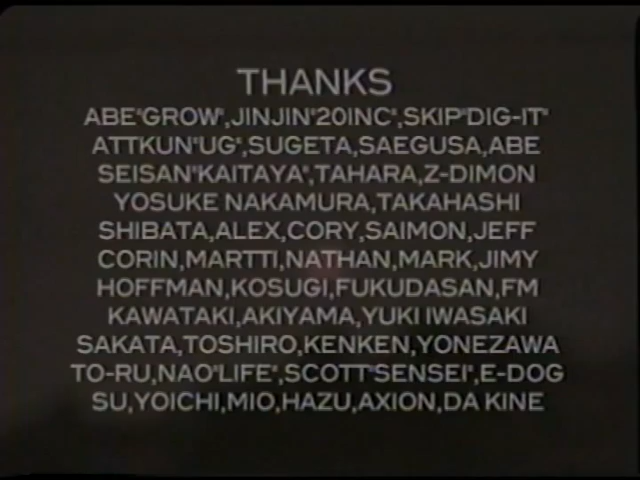 THANKS
ABE"GROW",JINJIN"20INC",SKIP"DIG-IT"
ATTKUN"UG",SUGETA,SAEGUSA,ABE
SEISAN"KAITAYA",TAHARA,Z-DIMON
YOSUKE NAKAMURA,TAKAHASHI
SHIBATA,ALEX,CORY,SAIMON,JEFF
CORIN,MARTTI,NATHAN,MARK,JIMY
HOFFMAN,KOSUGI,FUKUDASAN,FM
KAWATAKI,AKIYAMA,YUKI IWASAKI
SAKATA,TOSHIRO,KENKEN,YONEZAWA
TO-RU,NAO"LIFE",SCOTT"SENSEI",E-DOG
SU,YOICHI,MIO,HAZU,AXION,DA KINE